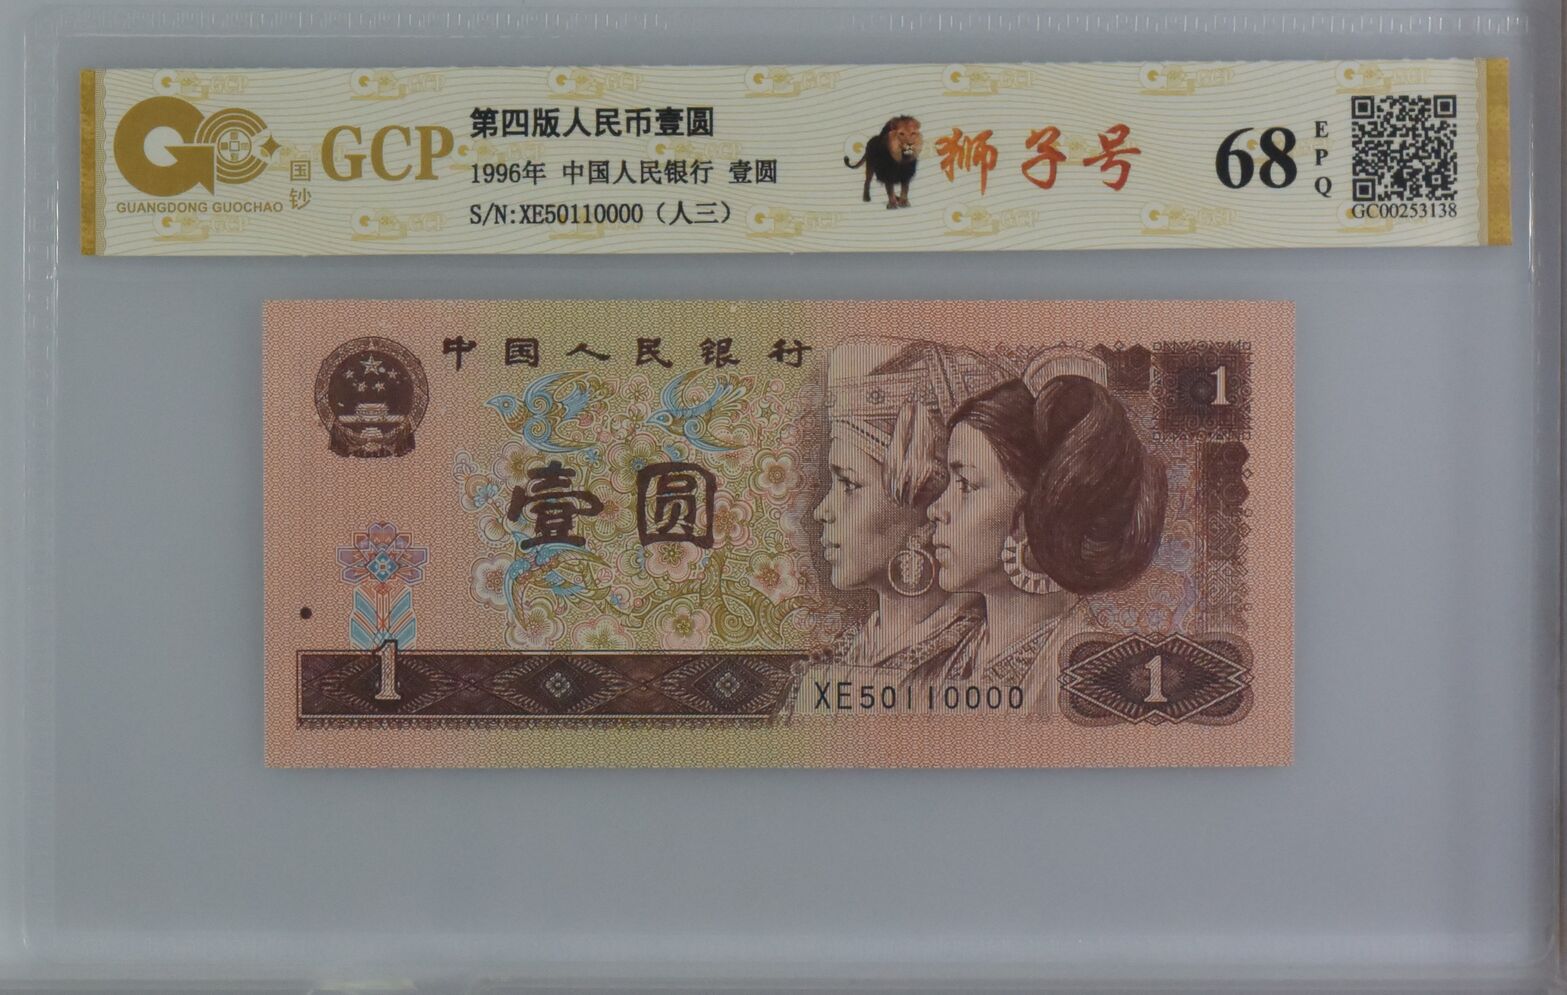 GCP
GUANGDONG GUOCHAO
国钞
第四版人民币壹圆
1996年 中国人民银行 壹圆
S/N:XE50110000（人三）
狮子号
68
EPQ
GC00253138
中国人民银行
1
壹圆
1
XE50110000
1